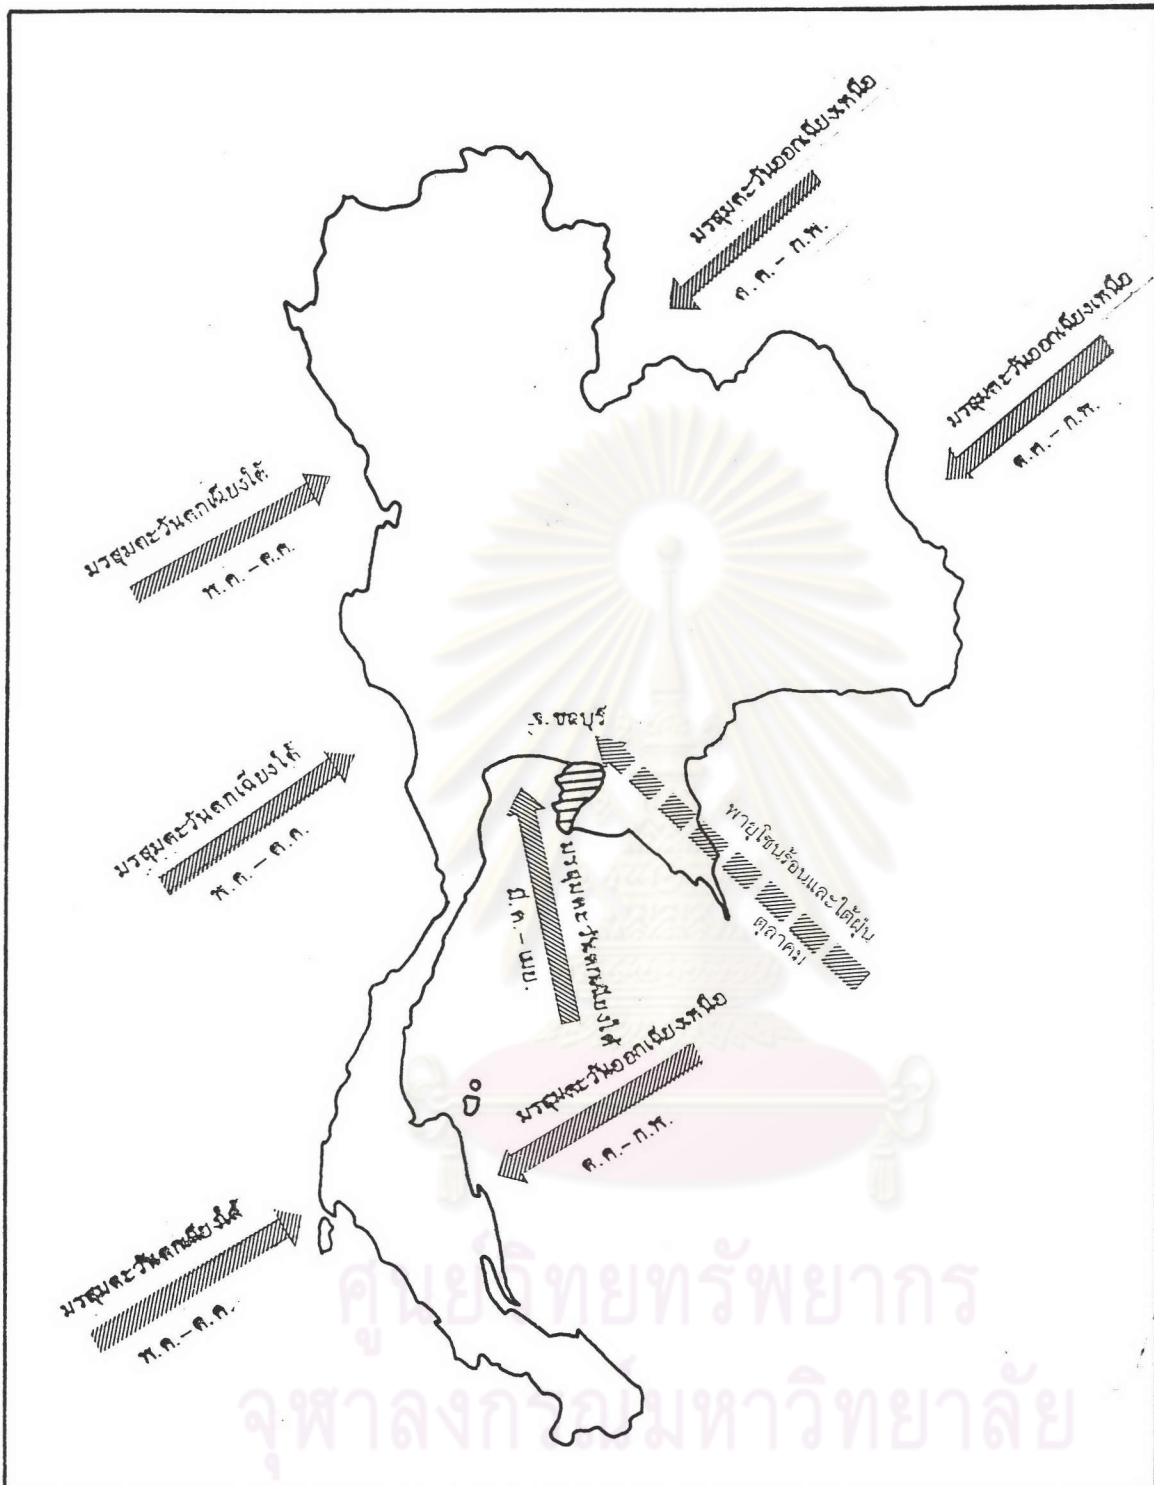 มรสุมตะวันออกเฉียงเหนือ
ต.ค. - ก.พ.
มรสุมตะวันออกเฉียงเหนือ
ต.ค. - ก.พ.
มรสุมตะวันตกเฉียงใต้
พ.ค. - ต.ค.
จ.ชลบุรี
มรสุมตะวันตกเฉียงใต้
พ.ค. - ต.ค.
พายุโซนร้อนและใต้ฝุ่น
ตุลาคม
มรสุมตะวันตกเฉียงใต้
มี.ค. - เมย.
มรสุมตะวันออกเฉียงเหนือ
ต.ค. - ก.พ.
มรสุมตะวันตกเฉียงใต้
พ.ค. - ต.ค.
ศูนย์วิทยทรัพยากร
จุฬาลงกรณ์มหาวิทยาลัย